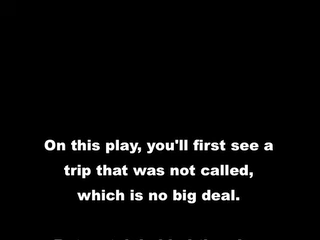 On this play, you'll first see a
trip that was not called,
which is no big deal.